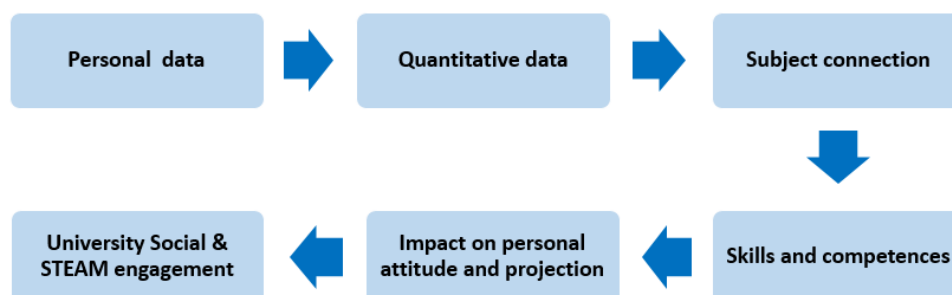 Personal data
Quantitative data
Subject connection
Skills and competences
Impact on personal
attitude and projection
University Social &
STEAM engagement